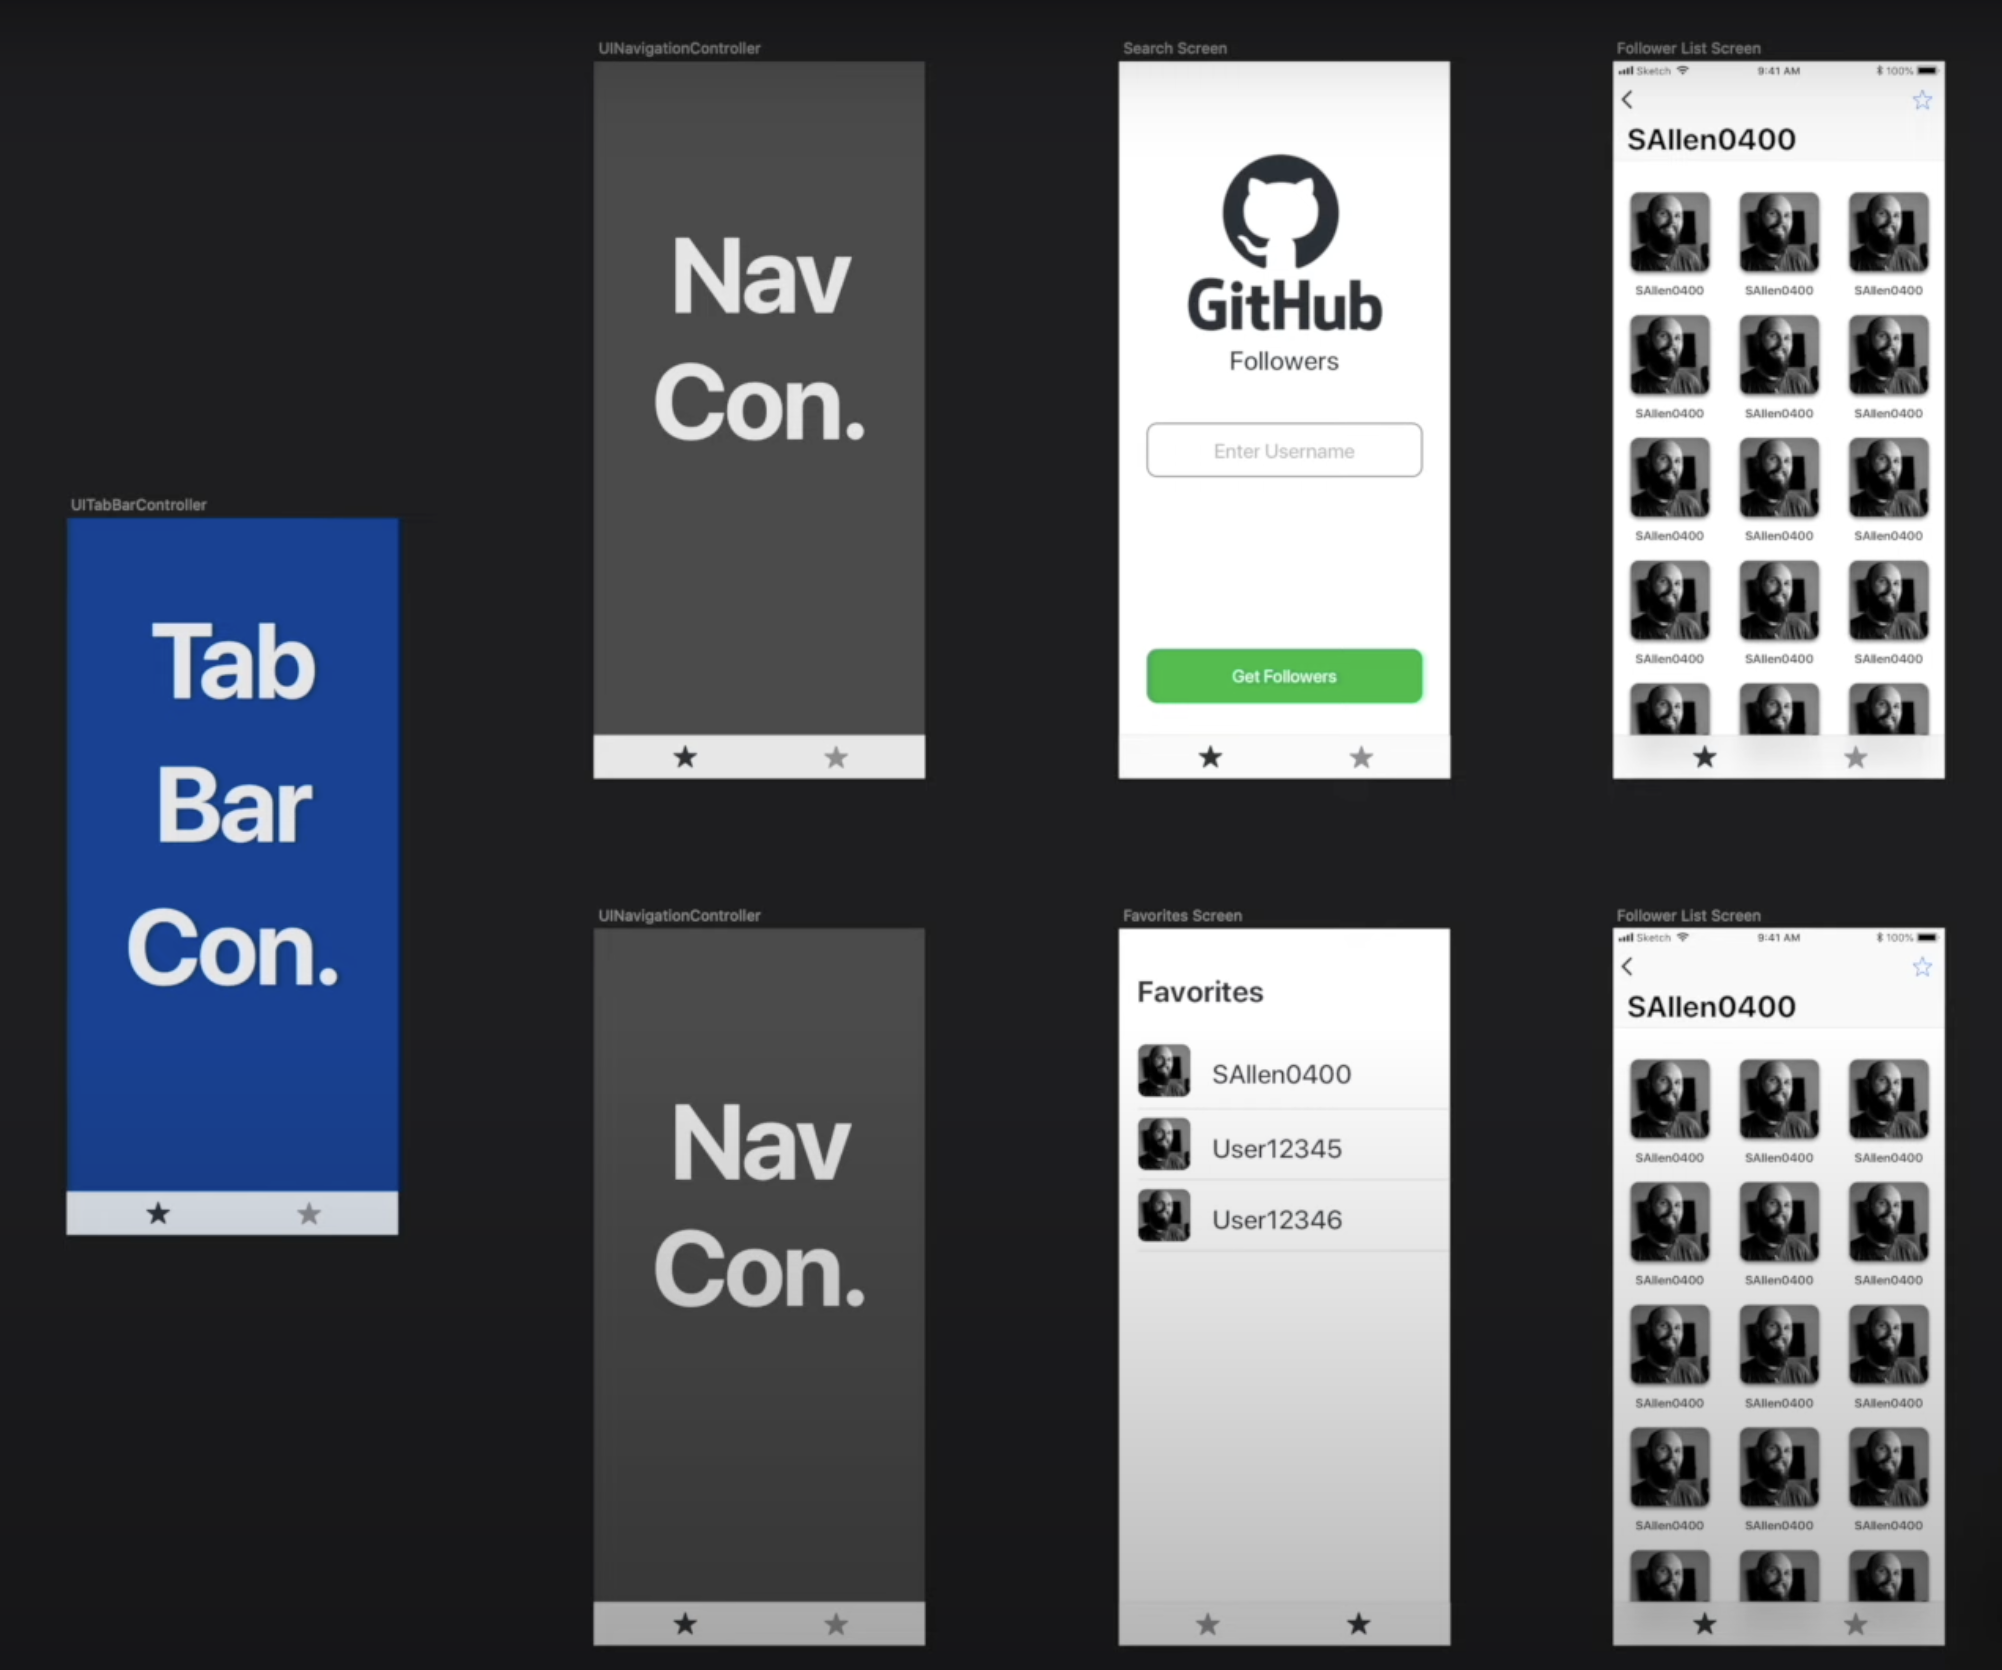 UITabBarController
Tab
Bar
Con.
UINavigationController
Nav
Con.
Search Screen
GitHub
Followers
Enter Username
Get Followers
Follower List Screen
Sketch 9:41 AM 100%
SAllen0400
SAllen0400 SAllen0400 SAllen0400
SAllen0400 SAllen0400 SAllen0400
SAllen0400 SAllen0400 SAllen0400
SAllen0400 SAllen0400 SAllen0400
UINavigationController
Nav
Con.
Favorites Screen
Favorites
SAllen0400
User12345
User12346
Follower List Screen
Sketch 9:41 AM 100%
SAllen0400
SAllen0400 SAllen0400 SAllen0400
SAllen0400 SAllen0400 SAllen0400
SAllen0400 SAllen0400 SAllen0400
SAllen0400 SAllen0400 SAllen0400